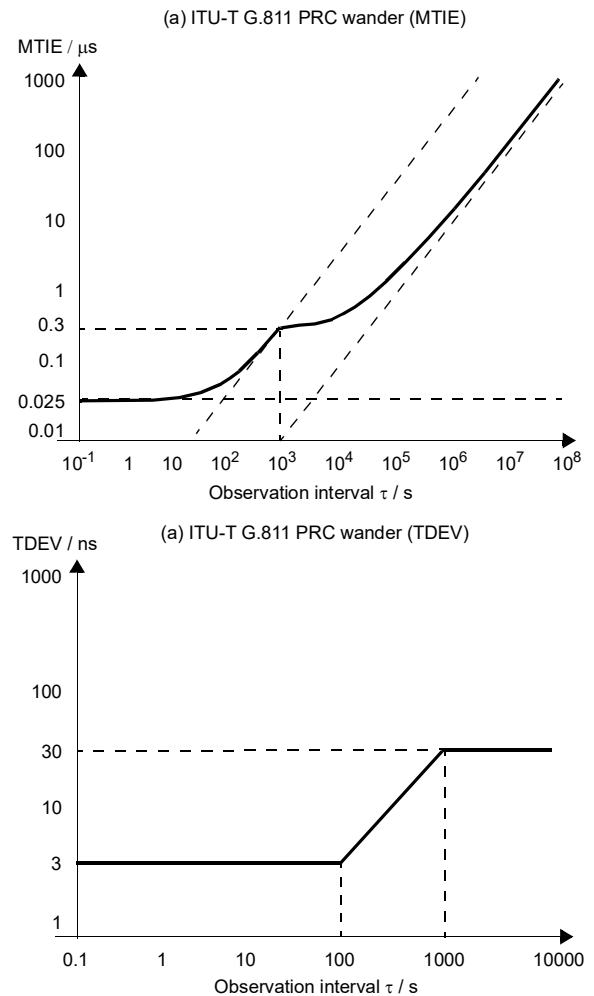 (a) ITU-T G.811 PRC wander (MTIE)
MTIE / μs
1000
100
10
1
0.3
0.1
0.025
0.01
10⁻¹ 1 10 10² 10³ 10⁴ 10⁵ 10⁶ 10⁷ 10⁸
Observation interval τ / s
(a) ITU-T G.811 PRC wander (TDEV)
TDEV / ns
1000
100
30
10
3
1
0.1 1 10 100 1000 10000
Observation interval τ / s